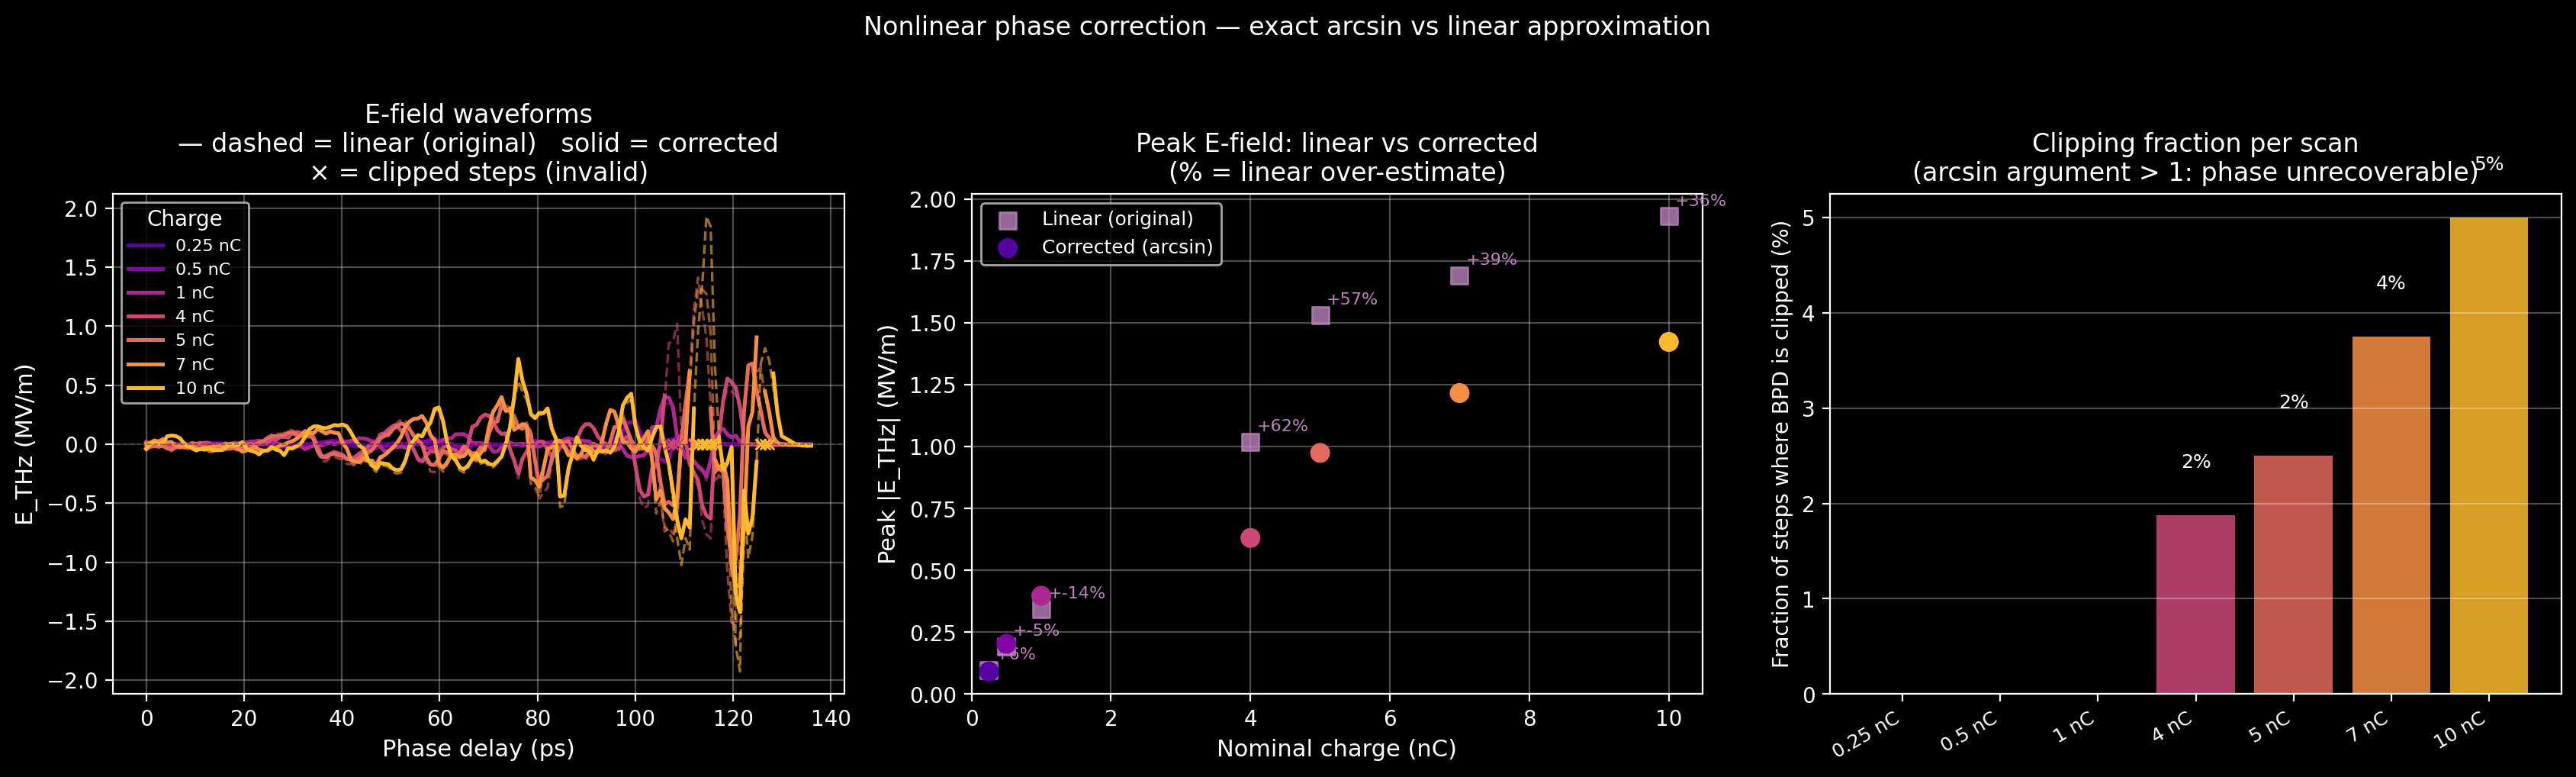 Nonlinear phase correction — exact arcsin vs linear approximation
E-field waveforms
— dashed = linear (original)   solid = corrected
× = clipped steps (invalid)
2.0
1.5
1.0
0.5
0.0
−0.5
−1.0
−1.5
−2.0
E_THz (MV/m)
Charge
0.25 nC
0.5 nC
1 nC
4 nC
5 nC
7 nC
10 nC
0
20
40
60
80
100
120
140
Phase delay (ps)
Peak E-field: linear vs corrected
(% = linear over-estimate)
2.00
1.75
1.50
1.25
1.00
0.75
0.50
0.25
0.00
Peak |E_THz| (MV/m)
Linear (original)
Corrected (arcsin)
+6%
+-5%
+-14%
+62%
+57%
+39%
+36%
0
2
4
6
8
10
Nominal charge (nC)
Clipping fraction per scan
(arcsin argument > 1: phase unrecoverable)
5%
5
4
3
2
1
0
Fraction of steps where BPD is clipped (%)
2%
2%
4%
0.25 nC
0.5 nC
1 nC
4 nC
5 nC
7 nC
10 nC